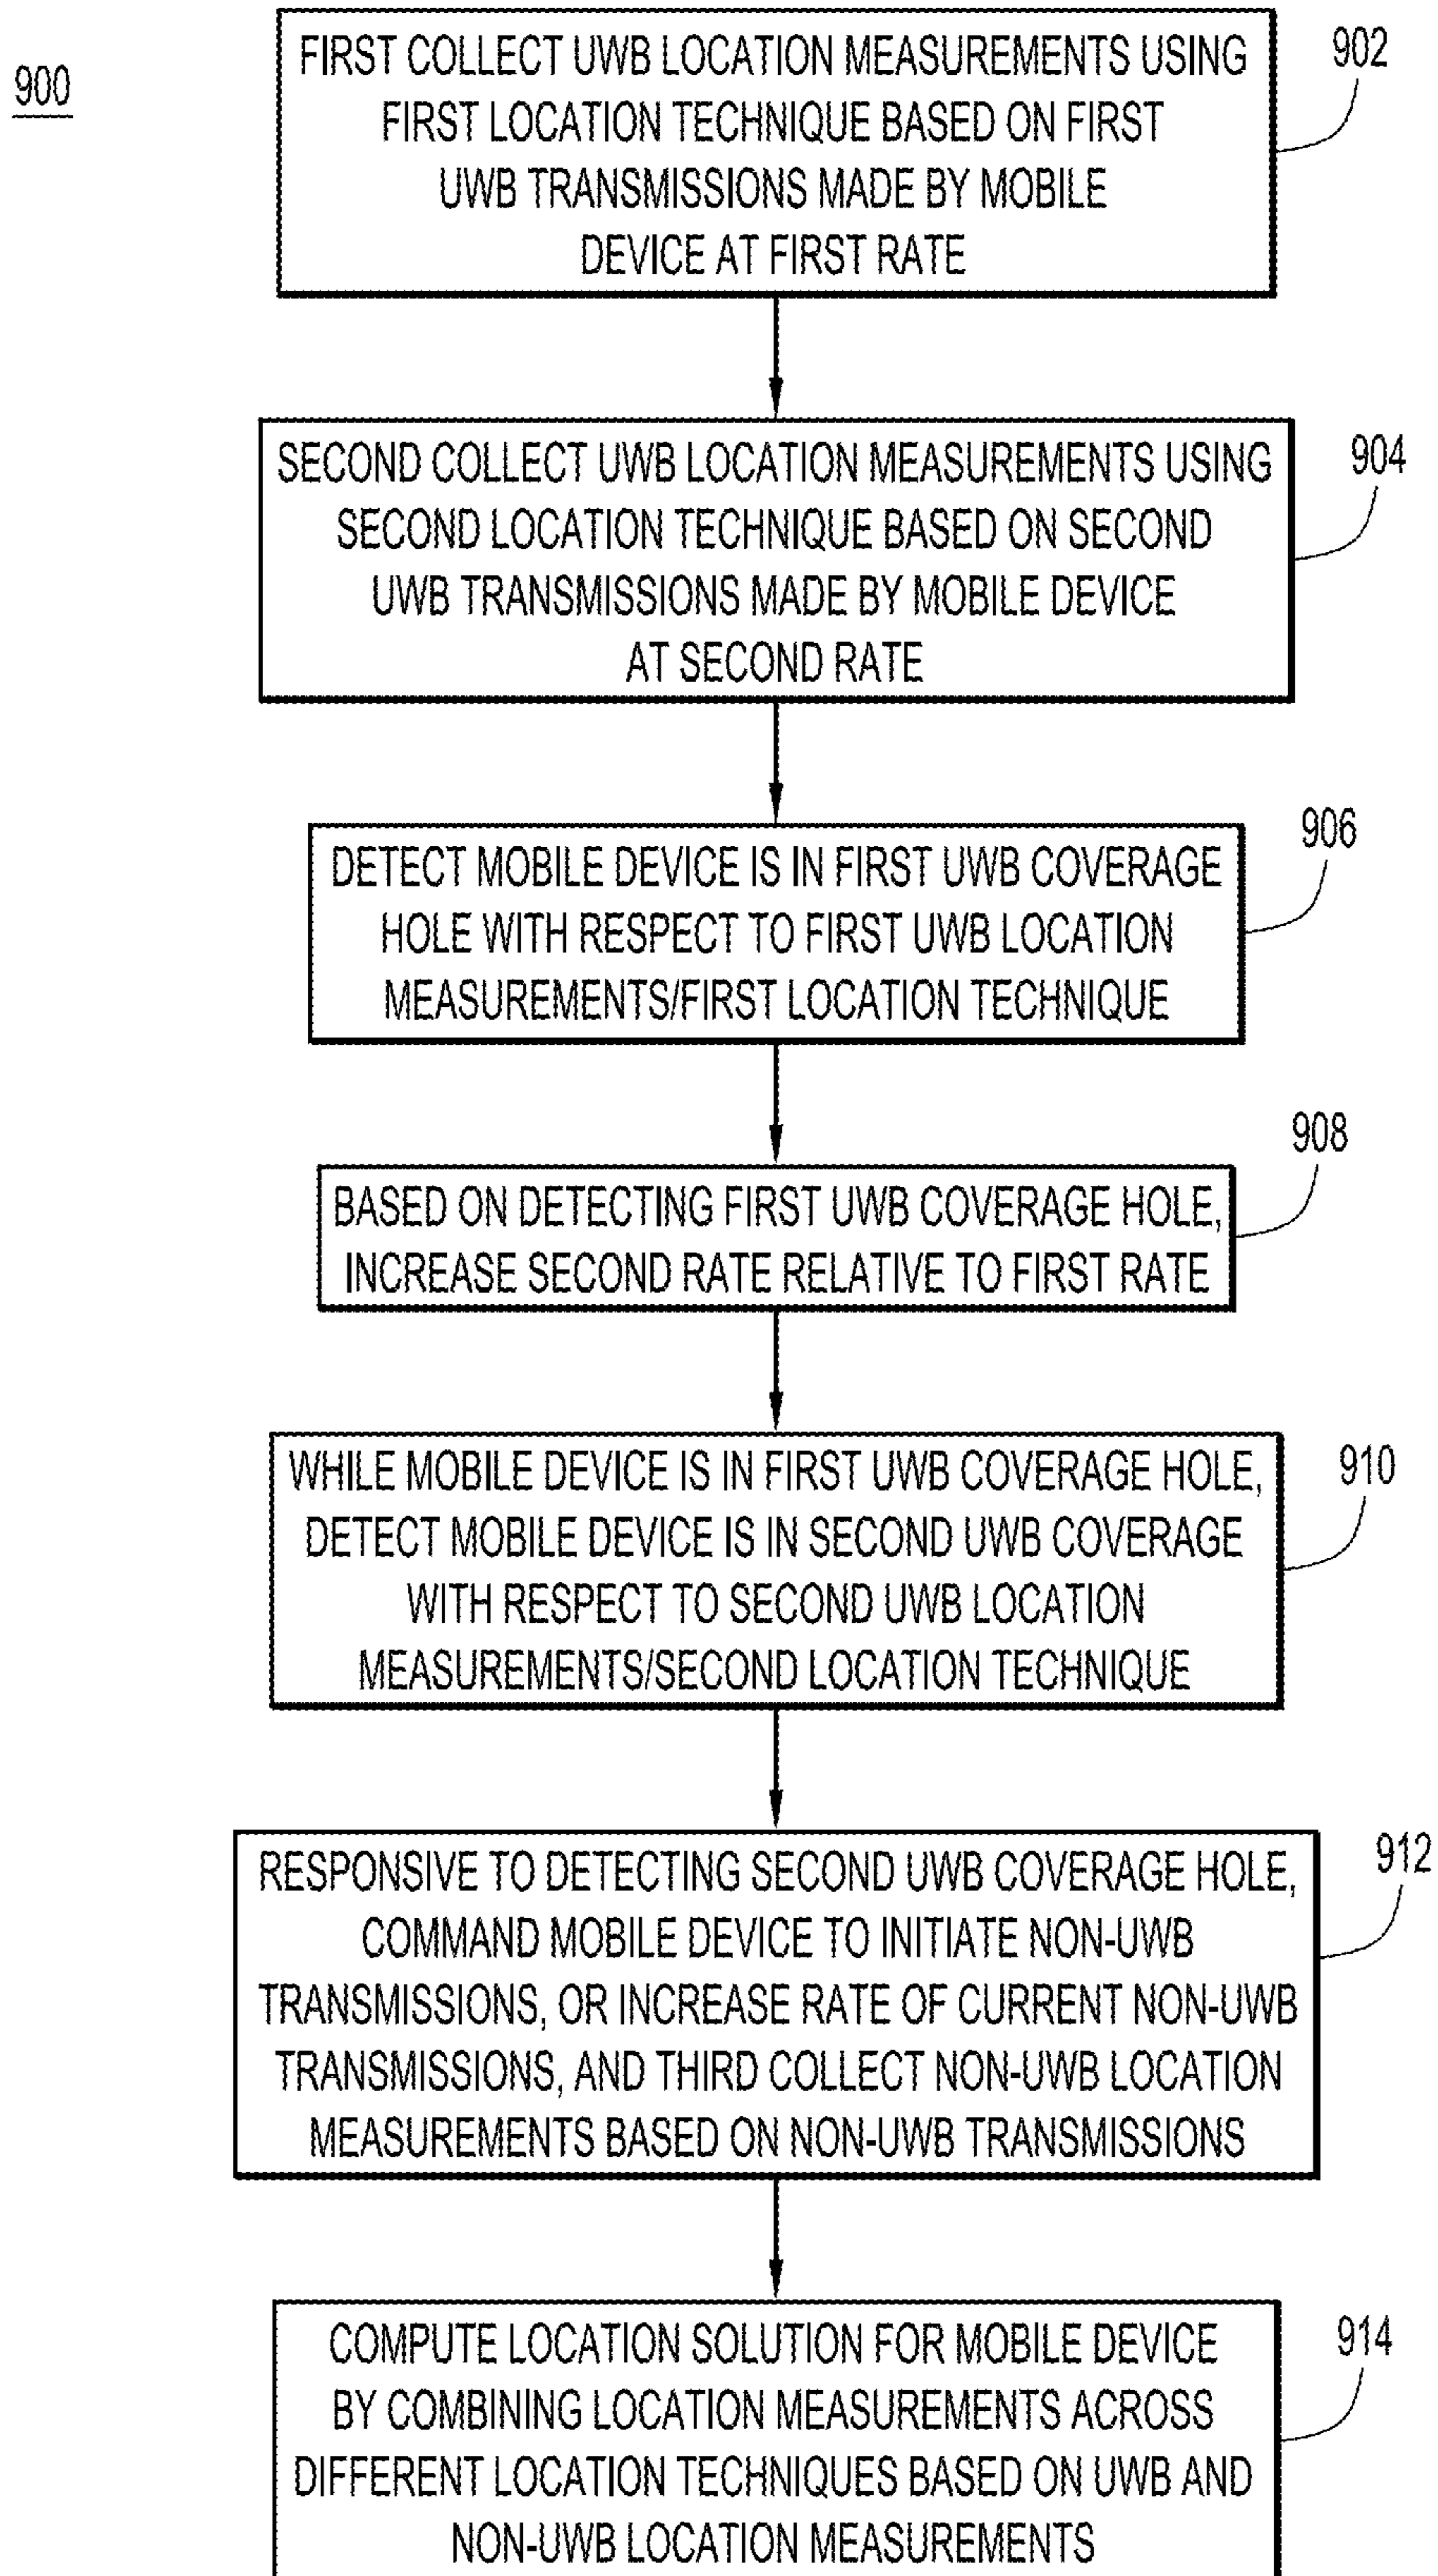 900
FIRST COLLECT UWB LOCATION MEASUREMENTS USING
FIRST LOCATION TECHNIQUE BASED ON FIRST
UWB TRANSMISSIONS MADE BY MOBILE
DEVICE AT FIRST RATE
902
SECOND COLLECT UWB LOCATION MEASUREMENTS USING
SECOND LOCATION TECHNIQUE BASED ON SECOND
UWB TRANSMISSIONS MADE BY MOBILE DEVICE
AT SECOND RATE
904
DETECT MOBILE DEVICE IS IN FIRST UWB COVERAGE
HOLE WITH RESPECT TO FIRST UWB LOCATION
MEASUREMENTS/FIRST LOCATION TECHNIQUE
906
BASED ON DETECTING FIRST UWB COVERAGE HOLE,
INCREASE SECOND RATE RELATIVE TO FIRST RATE
908
WHILE MOBILE DEVICE IS IN FIRST UWB COVERAGE HOLE,
DETECT MOBILE DEVICE IS IN SECOND UWB COVERAGE
WITH RESPECT TO SECOND UWB LOCATION
MEASUREMENTS/SECOND LOCATION TECHNIQUE
910
RESPONSIVE TO DETECTING SECOND UWB COVERAGE HOLE,
COMMAND MOBILE DEVICE TO INITIATE NON-UWB
TRANSMISSIONS, OR INCREASE RATE OF CURRENT NON-UWB
TRANSMISSIONS, AND THIRD COLLECT NON-UWB LOCATION
MEASUREMENTS BASED ON NON-UWB TRANSMISSIONS
912
COMPUTE LOCATION SOLUTION FOR MOBILE DEVICE
BY COMBINING LOCATION MEASUREMENTS ACROSS
DIFFERENT LOCATION TECHNIQUES BASED ON UWB AND
NON-UWB LOCATION MEASUREMENTS
914